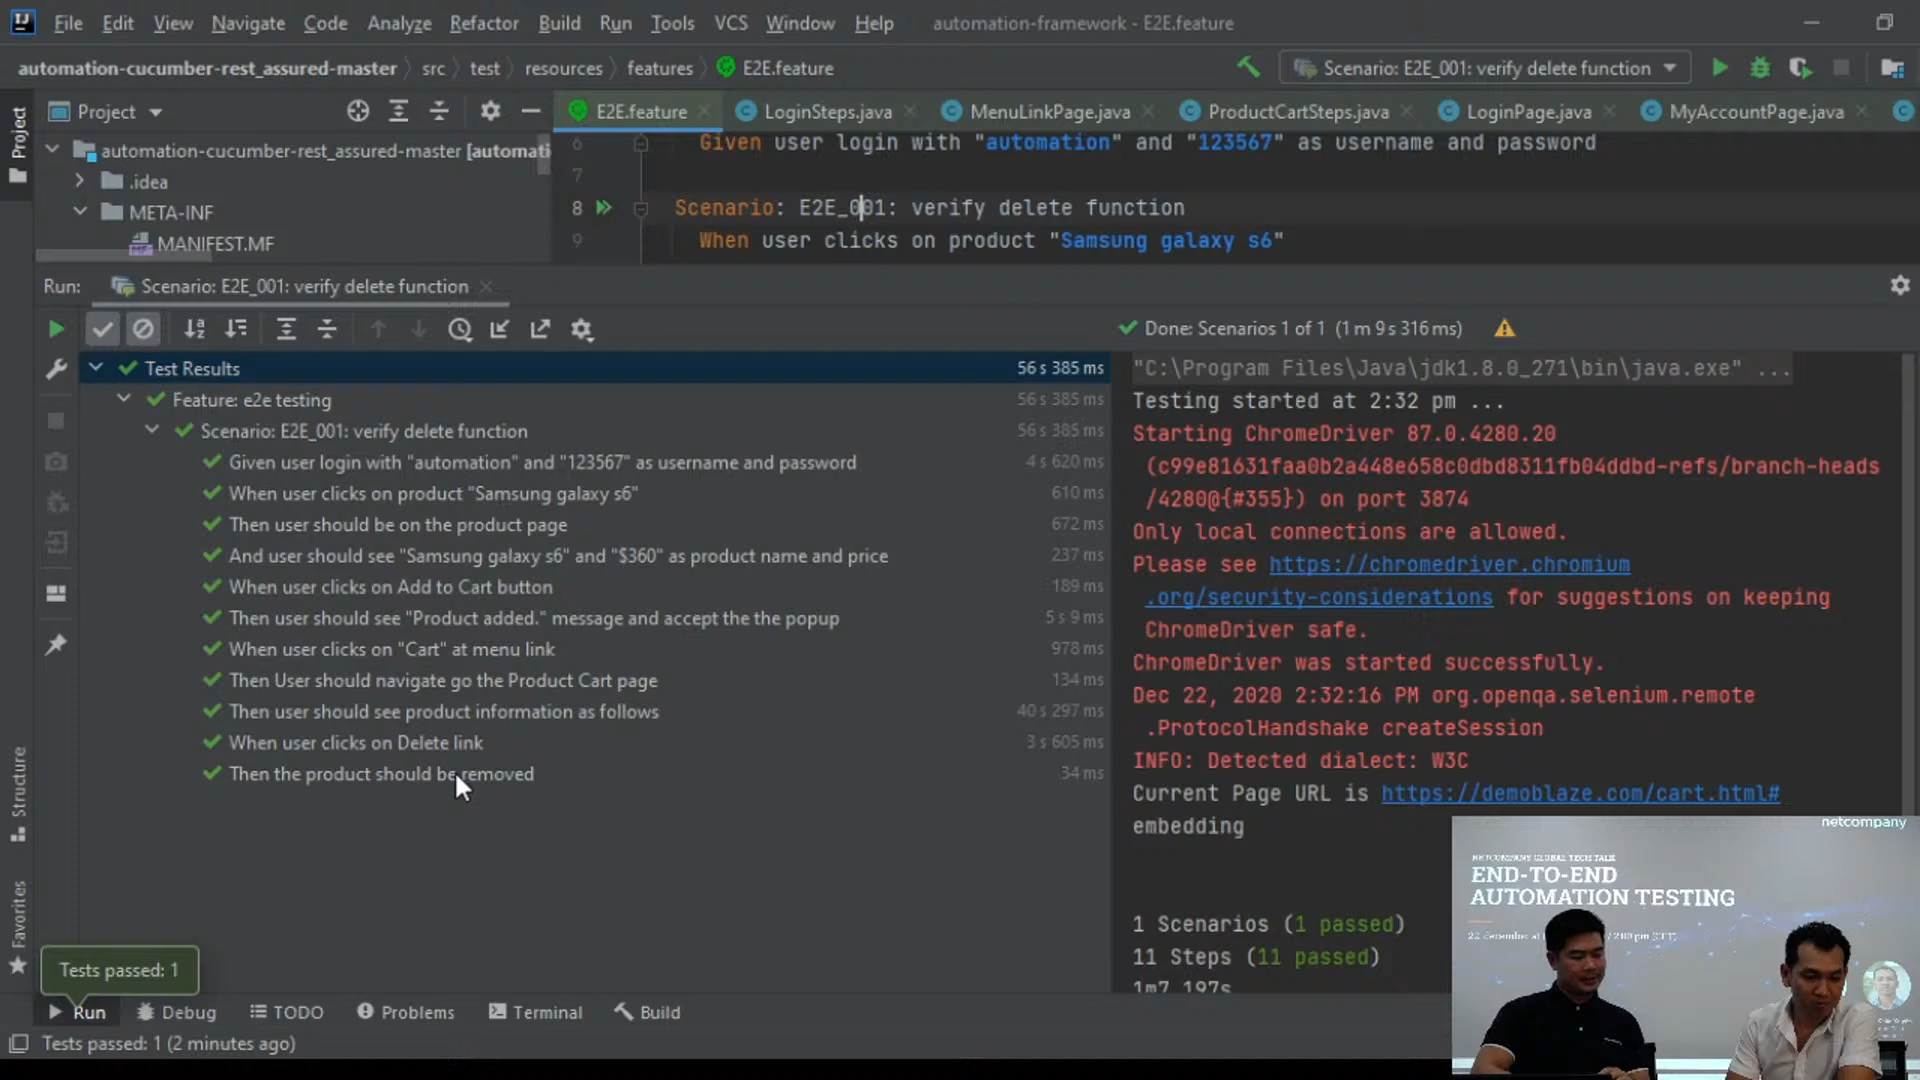 File Edit View Navigate Code Analyze Refactor Build Run Tools VCS Window Help automation-framework - E2E.feature
automation-cucumber-rest_assured-master src test resources features E2E.feature Scenario: E2E_001: verify delete function
Project E2E.feature LoginSteps.java MenuLinkPage.java ProductCartSteps.java LoginPage.java MyAccountPage.java
Project
automation-cucumber-rest_assured-master [automati
.idea
META-INF
MANIFEST.MF
6 Given user login with "automation" and "123567" as username and password
7
8 Scenario: E2E_001: verify delete function
9 When user clicks on product "Samsung galaxy s6"
Run: Scenario: E2E_001: verify delete function
Done: Scenarios 1 of 1 (1 m 9 s 316 ms)
Test Results 56 s 385 ms
Feature: e2e testing 56 s 385 ms
Scenario: E2E_001: verify delete function 56 s 385 ms
Given user login with "automation" and "123567" as username and password 4 s 620 ms
When user clicks on product "Samsung galaxy s6" 610 ms
Then user should be on the product page 672 ms
And user should see "Samsung galaxy s6" and "$360" as product name and price 237 ms
When user clicks on Add to Cart button 189 ms
Then user should see "Product added." message and accept the the popup 5 s 9 ms
When user clicks on "Cart" at menu link 978 ms
Then User should navigate go the Product Cart page 134 ms
Then user should see product information as follows 40 s 297 ms
When user clicks on Delete link 3 s 605 ms
Then the product should be removed 34 ms
"C:\Program Files\Java\jdk1.8.0_271\bin\java.exe" ...
Testing started at 2:32 pm ...
Starting ChromeDriver 87.0.4280.20
(c99e81631faa0b2a448e658c0dbd8311fb04ddbd-refs/branch-heads
/4280@{#355}) on port 3874
Only local connections are allowed.
Please see https://chromedriver.chromium
.org/security-considerations for suggestions on keeping
ChromeDriver safe.
ChromeDriver was started successfully.
Dec 22, 2020 2:32:16 PM org.openqa.selenium.remote
.ProtocolHandshake createSession
INFO: Detected dialect: W3C
Current Page URL is https://demoblaze.com/cart.html#
embedding
1 Scenarios (1 passed)
11 Steps (11 passed)
1m7.197s
netcompany
NETCOMPANY GLOBAL TECH TALK
END-TO-END
AUTOMATION TESTING
Structure
Favorites
Tests passed: 1
Run Debug TODO Problems Terminal Build
Tests passed: 1 (2 minutes ago)